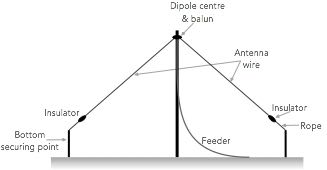 Dipole centre
& balun
Antenna
wire
Insulator
Insulator
Rope
Bottom
securing point
Feeder